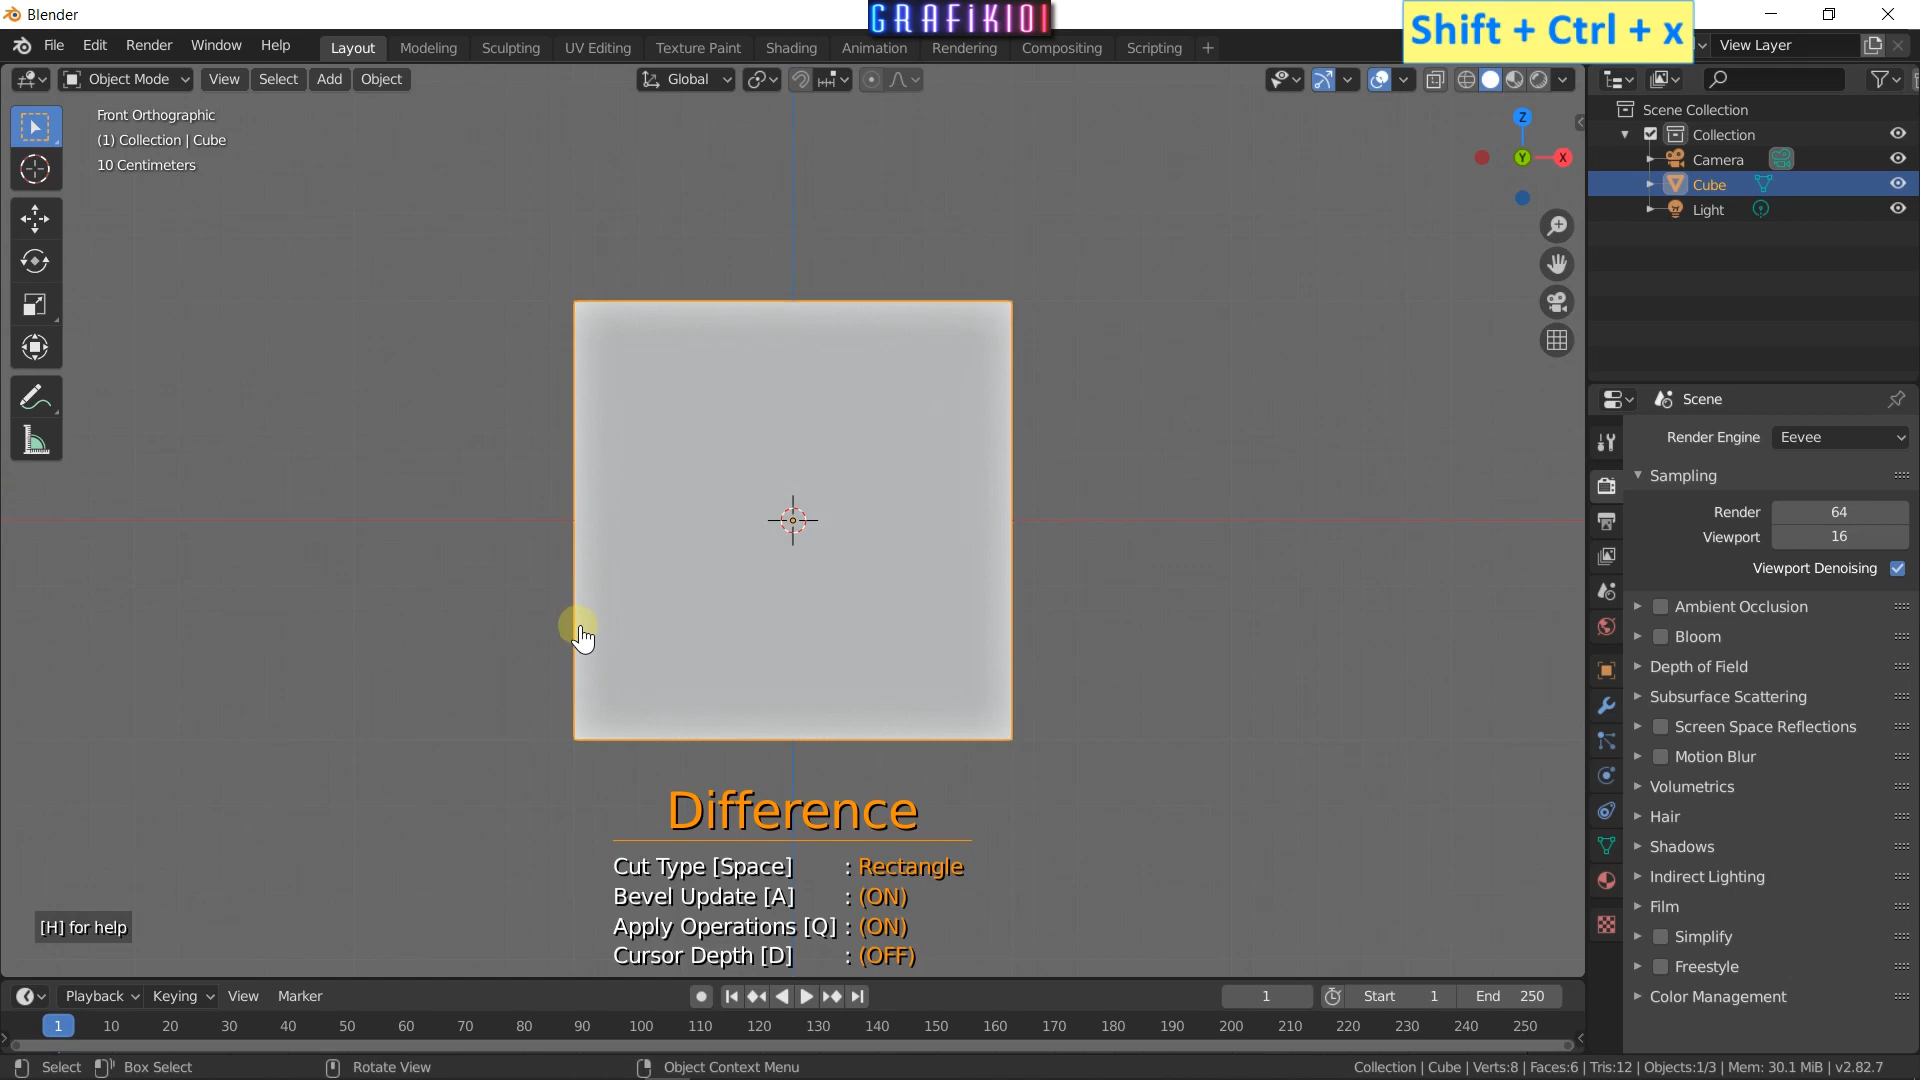 Blender
GRAFiK101
Shift + Ctrl + x
File Edit Render Window Help
Layout Modeling Sculpting UV Editing Texture Paint Shading Animation Rendering Compositing Scripting +
View Layer
Object Mode View Select Add Object
Global
Front Orthographic
(1) Collection | Cube
10 Centimeters
Z
Y
X
Scene Collection
Collection
Camera
Cube
Light
Scene
Render Engine Eevee
Sampling
Render 64
Viewport 16
Viewport Denoising
Ambient Occlusion
Bloom
Depth of Field
Subsurface Scattering
Screen Space Reflections
Motion Blur
Volumetrics
Hair
Shadows
Indirect Lighting
Film
Simplify
Freestyle
Color Management
Difference
Cut Type [Space] : Rectangle
Bevel Update [A] : (ON)
Apply Operations [Q] : (ON)
Cursor Depth [D] : (OFF)
[H] for help
Playback Keying View Marker
1 Start 1 End 250
1 10 20 30 40 50 60 70 80 90 100 110 120 130 140 150 160 170 180 190 200 210 220 230 240 250
Select Box Select Rotate View Object Context Menu
Collection | Cube | Verts:8 | Faces:6 | Tris:12 | Objects:1/3 | Mem: 30.1 MiB | v2.82.7